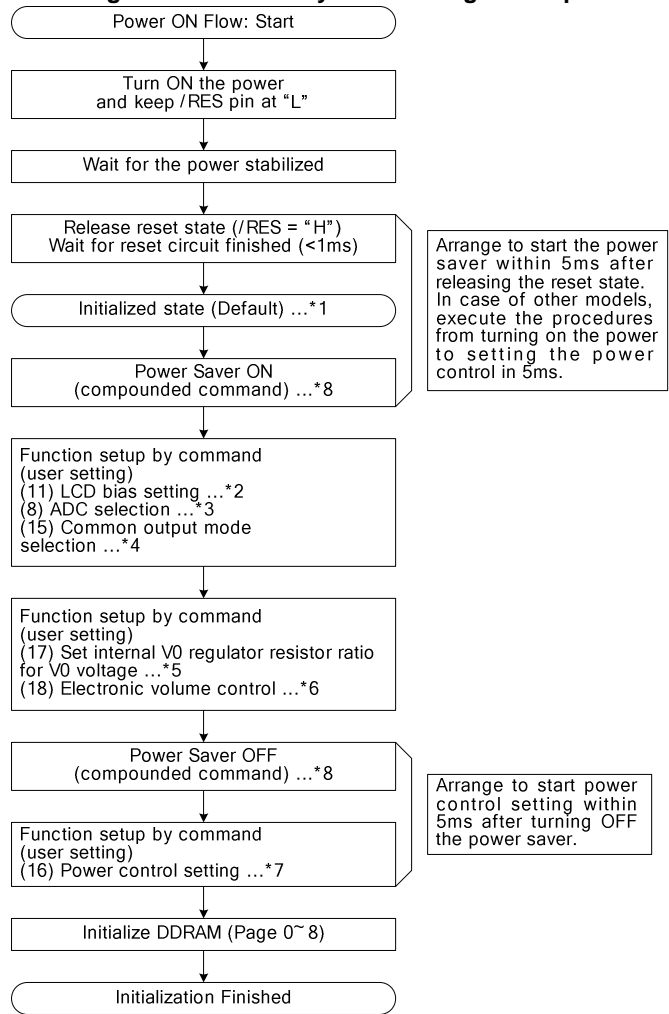 Power ON Flow: Start
Turn ON the power
and keep /RES pin at “L”
Wait for the power stabilized
Release reset state (/RES = “H”)
Wait for reset circuit finished (<1ms)
Initialized state (Default) ...*1
Power Saver ON
(compounded command) ...*8
Arrange to start the power
saver within 5ms after
releasing the reset state.
In case of other models,
execute the procedures
from turning on the power
to setting the power
control in 5ms.
Function setup by command
(user setting)
(11) LCD bias setting ...*2
(8) ADC selection ...*3
(15) Common output mode
selection ...*4
Function setup by command
(user setting)
(17) Set internal V0 regulator resistor ratio
for V0 voltage ...*5
(18) Electronic volume control ...*6
Power Saver OFF
(compounded command) ...*8
Function setup by command
(user setting)
(16) Power control setting ...*7
Arrange to start power
control setting within
5ms after turning OFF
the power saver.
Initialize DDRAM (Page 0~8)
Initialization Finished